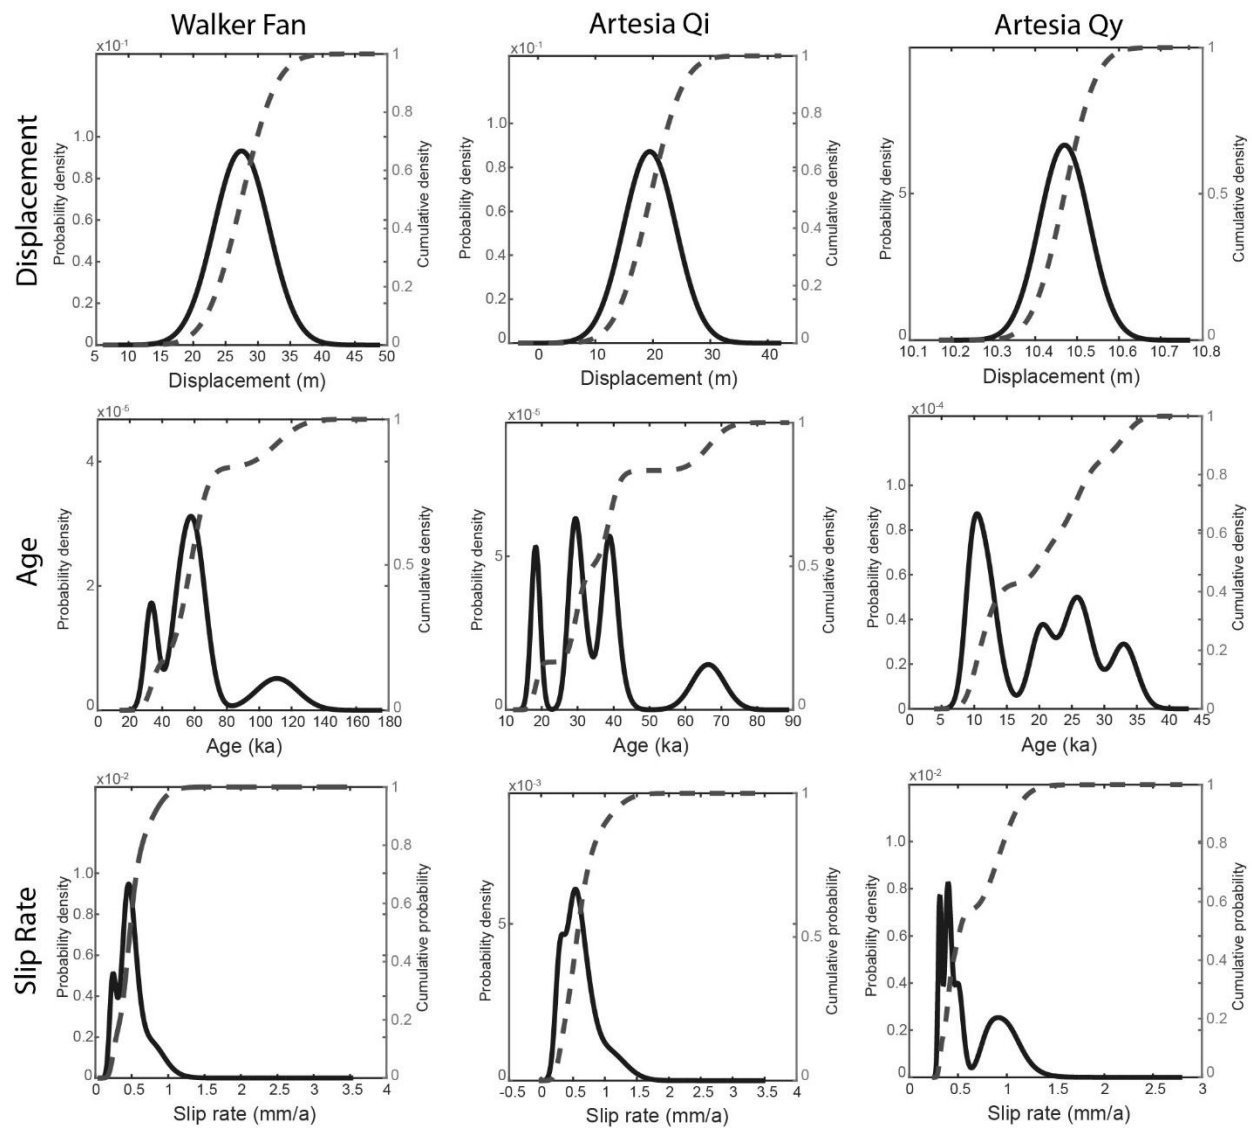 Walker Fan
Artesia Qi
Artesia Qy
Displacement
x10-1
Probability density
1.0
0.8
0.6
0.4
0.2
0
5 10 15 20 25 30 35 40 45 50
Displacement (m)
1
0.8
0.6
0.4
0.2
0
Cumulative density
x10-1
Probability density
1.0
0.8
0.6
0.4
0.2
0
0 10 20 30 40
Displacement (m)
1
0.8
0.6
0.4
0.2
0
Cumulative density
Probability density
5
0
10.1 10.2 10.3 10.4 10.5 10.6 10.7 10.8
Displacement (m)
1
0.5
0
Cumulative density
Age
Probability density
4
2
0
0 20 40 60 80 100 120 140 160 180
Age (ka)
1
0.5
0
Cumulative density
x10-5
Probability density
5
0
10 20 30 40 50 60 70 80 90
Age (ka)
1
0.5
0
Cumulative density
x10-4
Probability density
1.0
0.8
0.6
0.4
0.2
0
0 5 10 15 20 25 30 35 40 45
Age (ka)
1
0.8
0.6
0.4
0.2
0
Cumulative density
Slip Rate
x10-2
Probability density
1.0
0.8
0.6
0.4
0.2
0 0.5 1 1.5 2 2.5 3 3.5 4
Slip rate (mm/a)
1
0.8
0.6
0.4
0.2
0
Cumulative probability
x10-3
Probability density
5
0
-0.5 0 0.5 1 1.5 2 2.5 3 3.5 4
Slip rate (mm/a)
1
0.5
0
Cumulative probability
x10-2
Probability density
1.0
0.8
0.6
0.4
0.2
0
0 0.5 1 1.5 2 2.5 3
Slip rate (mm/a)
1
0.8
0.6
0.4
0.2
0
Cumulative probability